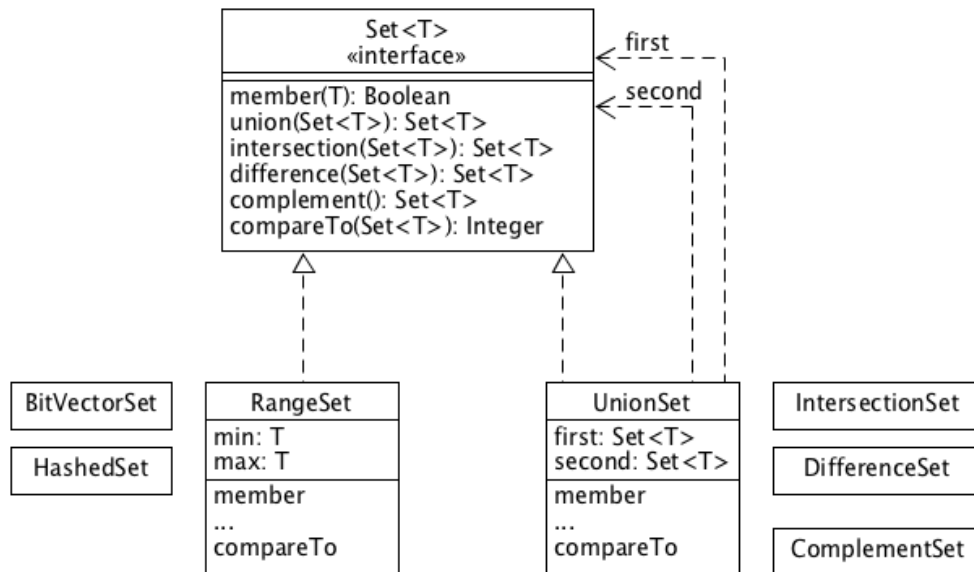 Set<T>
«interface»
member(T): Boolean
union(Set<T>): Set<T>
intersection(Set<T>): Set<T>
difference(Set<T>): Set<T>
complement(): Set<T>
compareTo(Set<T>): Integer
first
second
BitVectorSet
HashedSet
RangeSet
min: T
max: T
member
...
compareTo
UnionSet
first: Set<T>
second: Set<T>
member
...
compareTo
IntersectionSet
DifferenceSet
ComplementSet